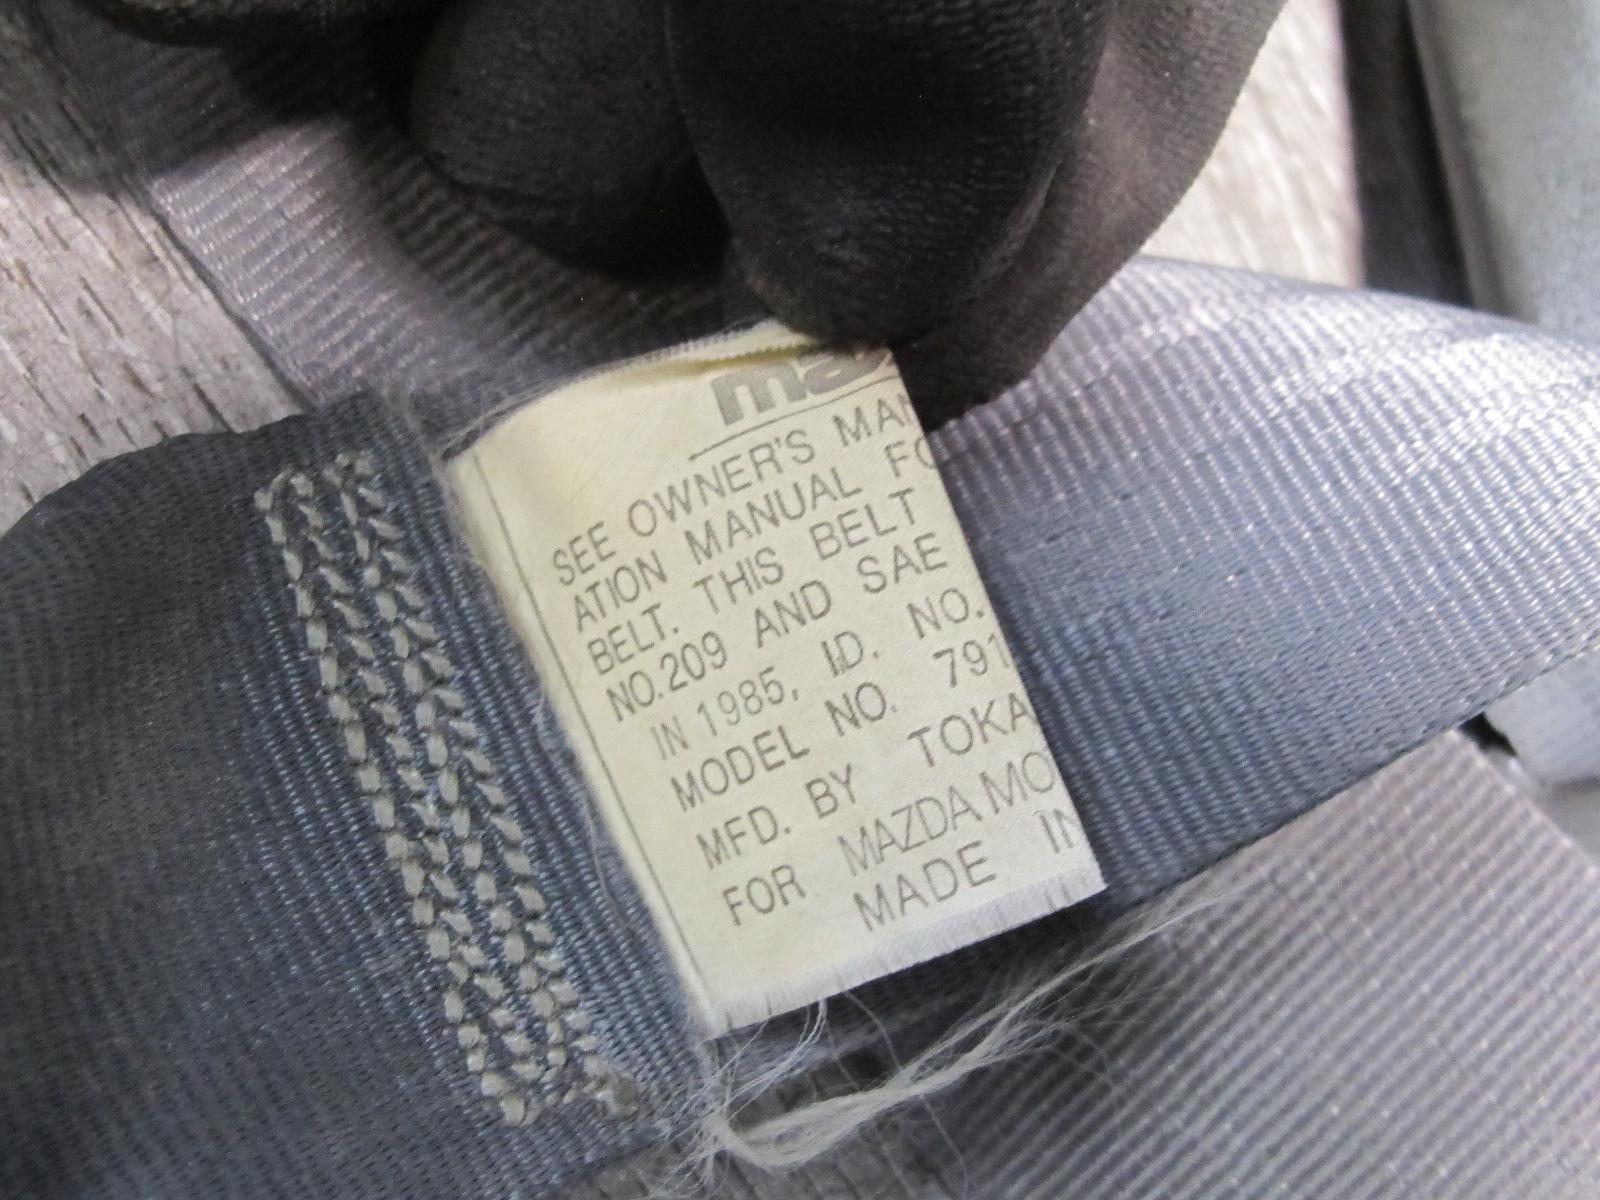 ma
SEE OWNER'S MA
ATION MANUAL FO
BELT. THIS BELT
NO.209 AND SAE
IN 1985, I.D. NO.
MODEL NO. 791
MFD. BY TOKA
FOR MAZDA MO
MADE IN